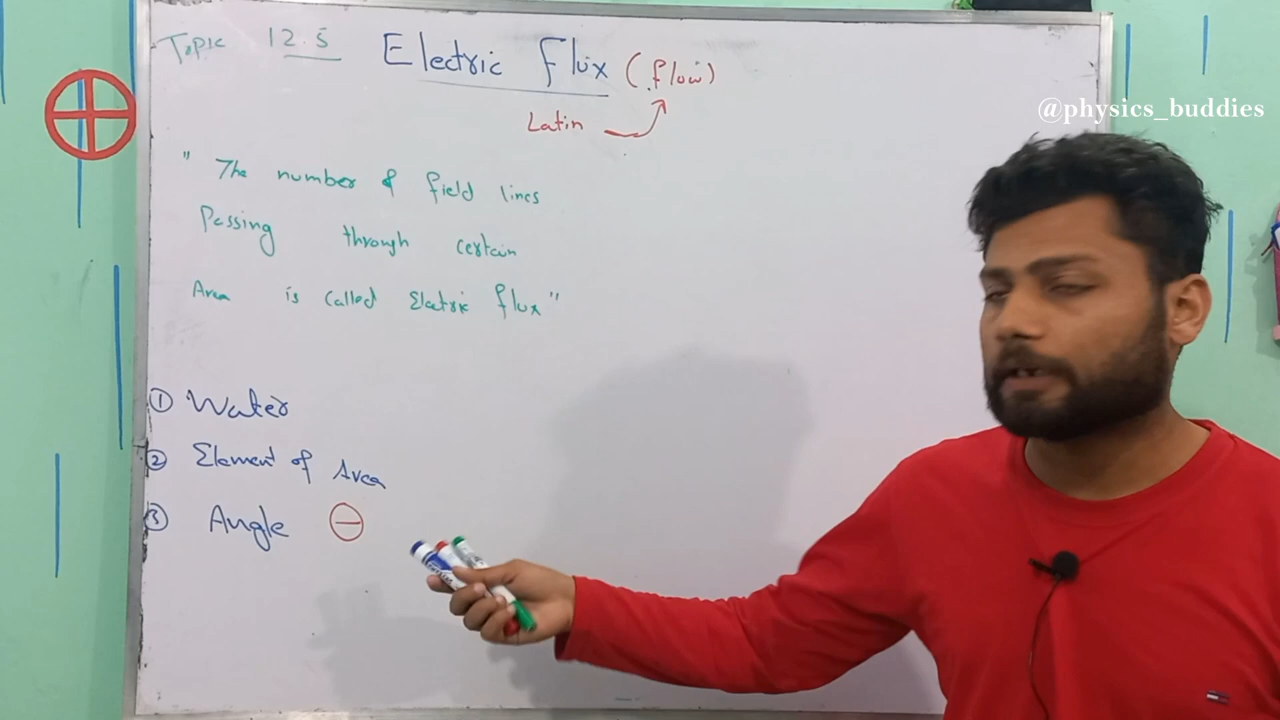 Topic 12.5 Electric Flux (flow)
Latin
@physics_buddies
" The number of field lines
Passing through certain
Area is called Electric flux "
① Water
② Element of Area
③ Angle θ